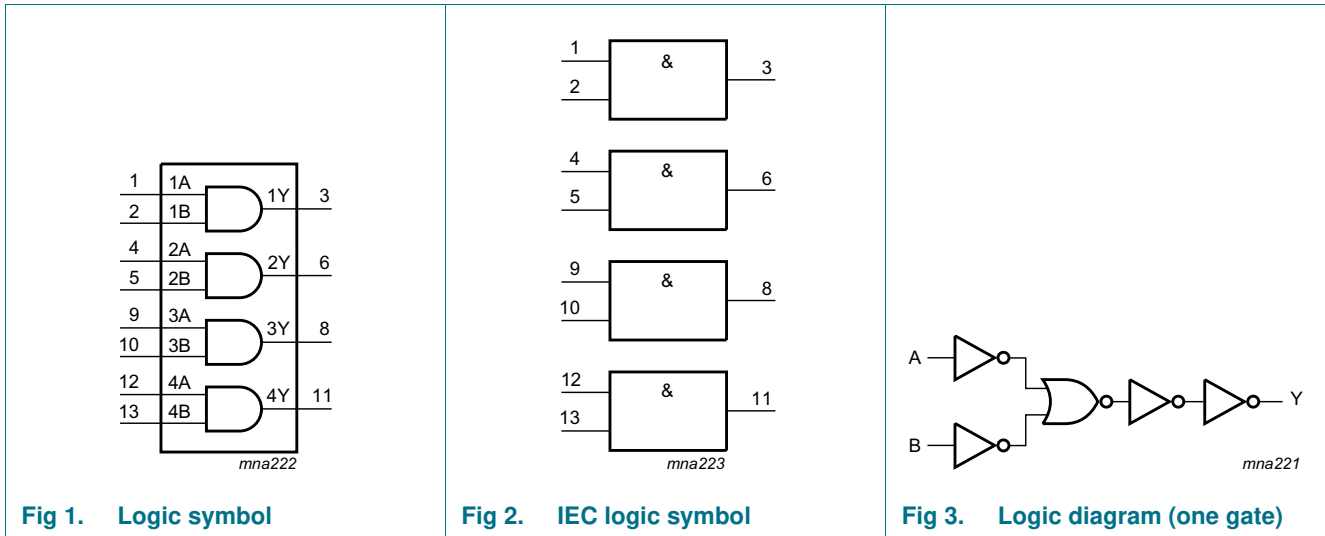 1 1A 1Y 3
2 1B
4 2A 2Y 6
5 2B
9 3A 3Y 8
10 3B
12 4A 4Y 11
13 4B
mna222
Fig 1. Logic symbol
1 & 3
2
4 & 6
5
9 & 8
10
12 & 11
13
mna223
Fig 2. IEC logic symbol
A
Y
B
mna221
Fig 3. Logic diagram (one gate)